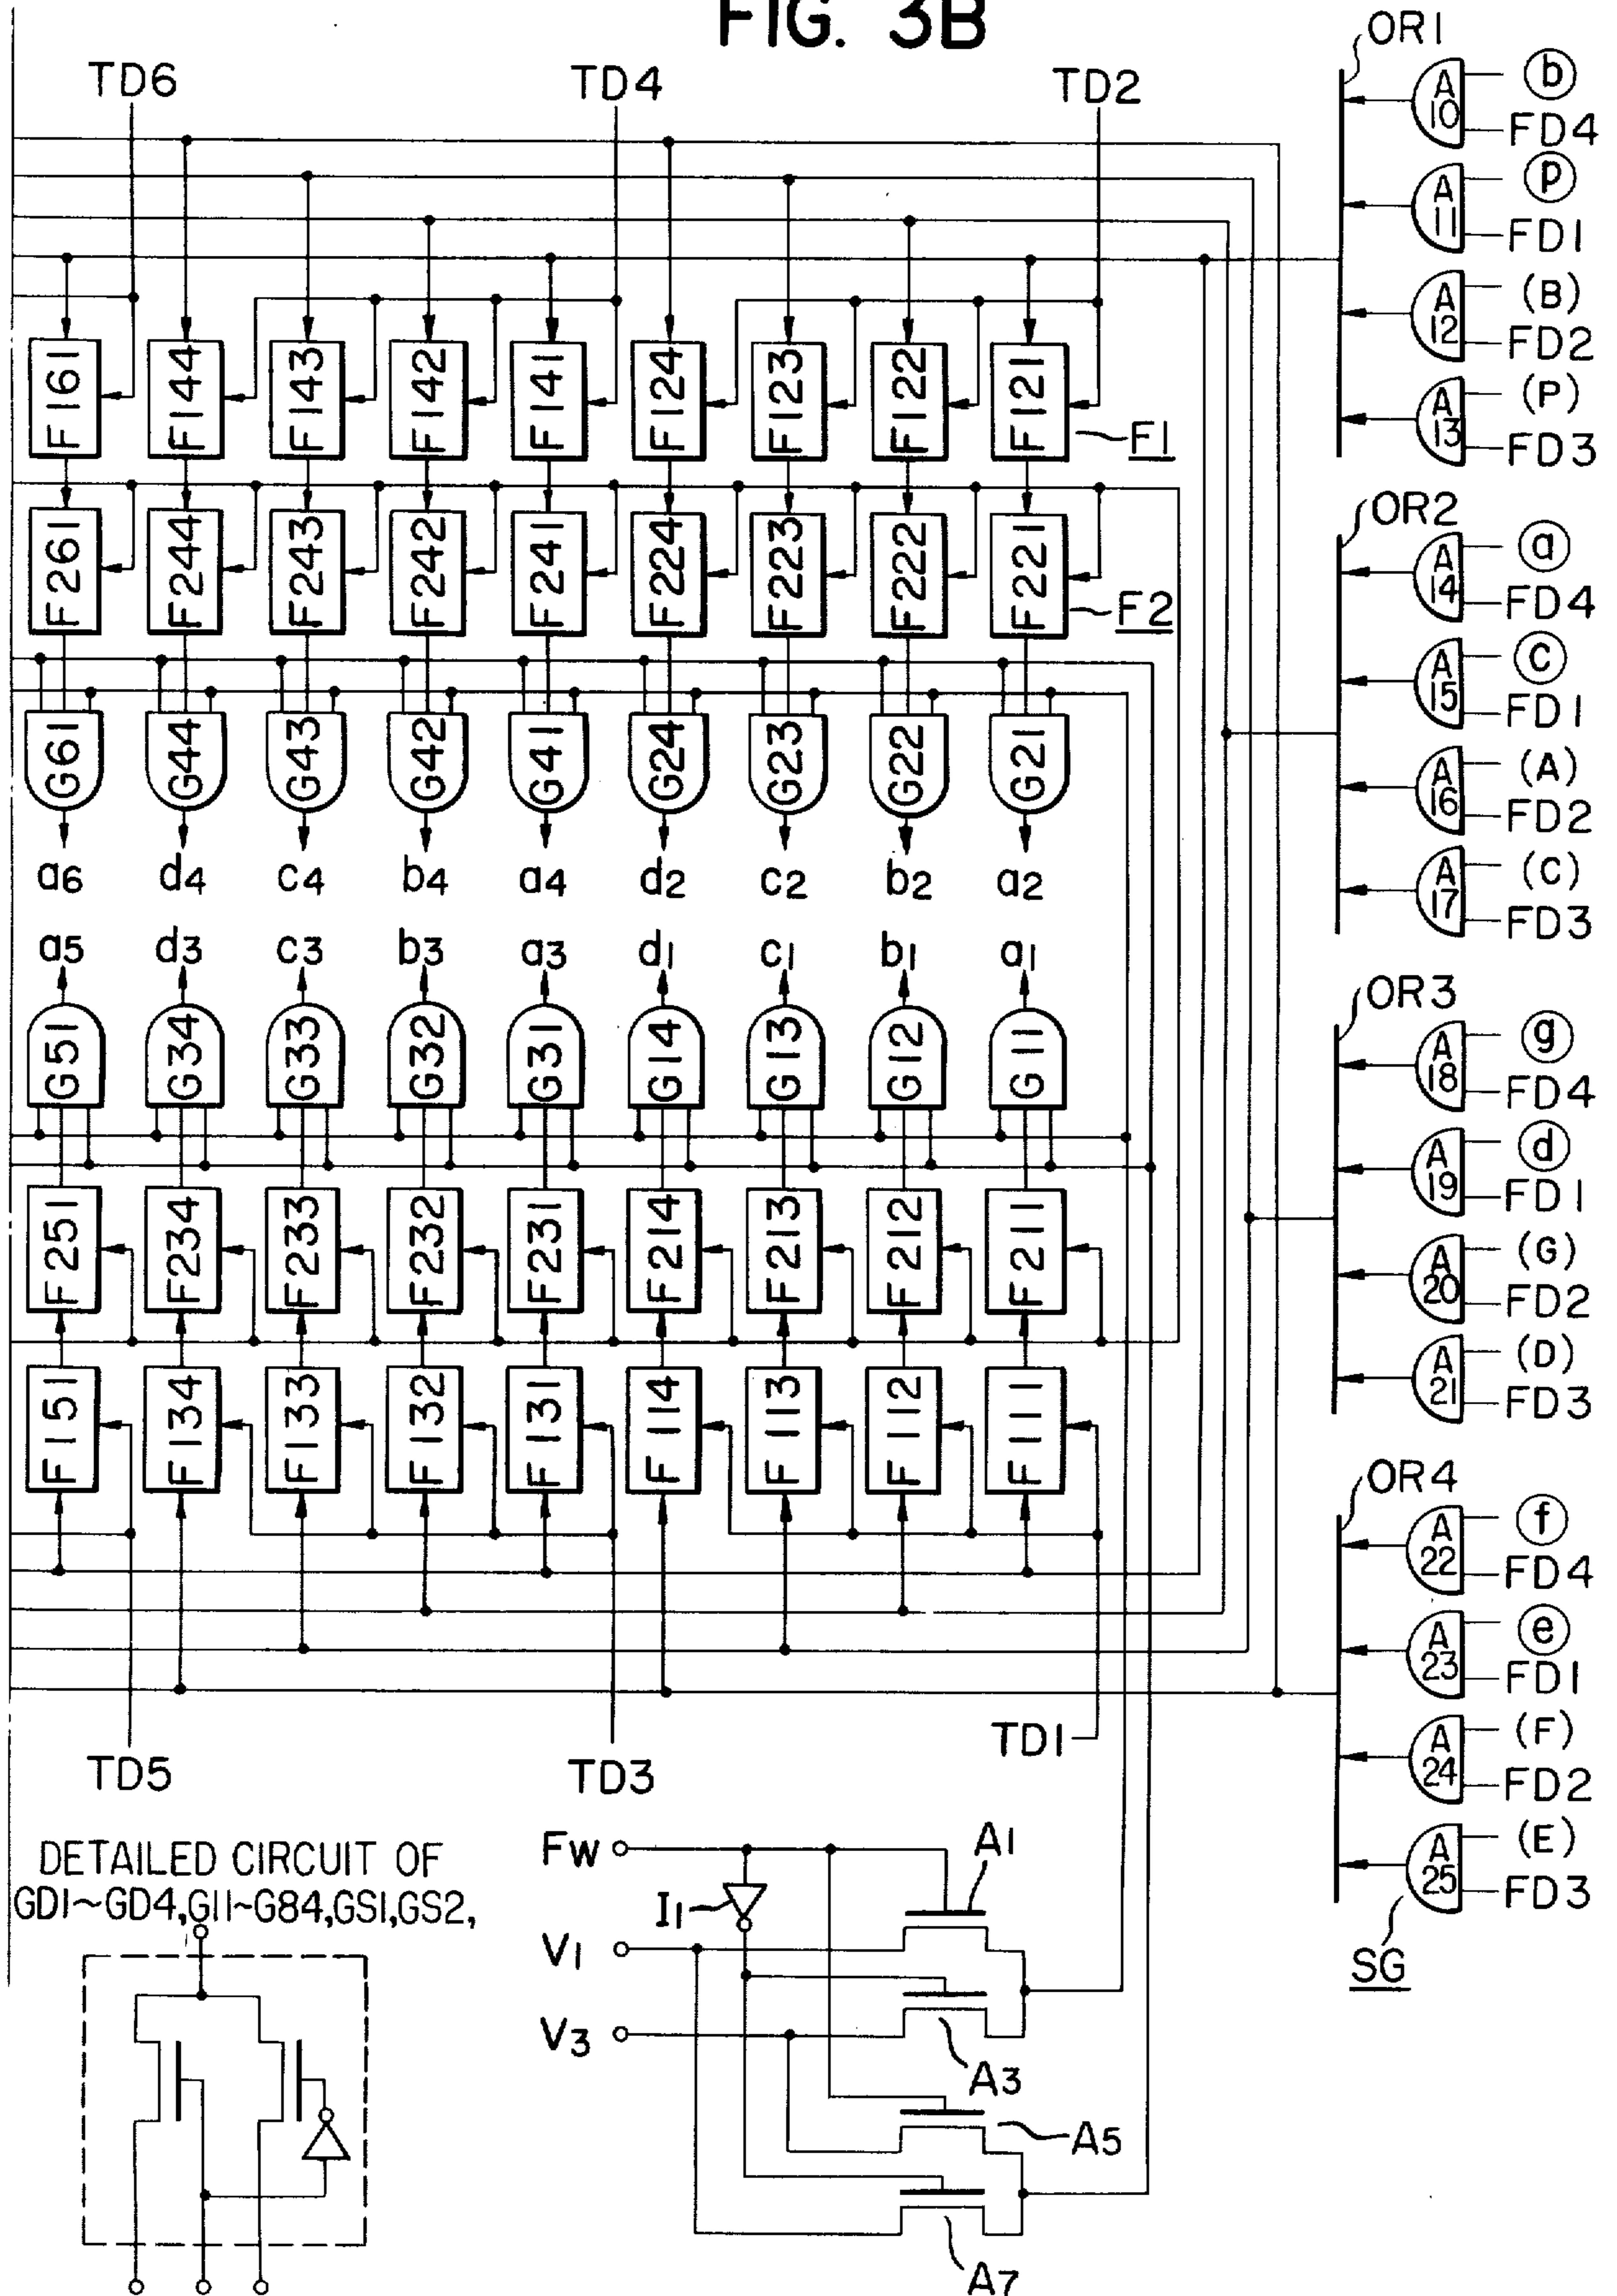 FIG. 3B
TD6 TD4 TD2
OR1
A10 b FD4
A11 p FD1
A12 (B) FD2
A13 (P) FD3
F161 F144 F143 F142 F141 F124 F123 F122 F121
F1
F261 F244 F243 F242 F241 F224 F223 F222 F221
F2
OR2
A14 a FD4
A15 c FD1
A16 (A) FD2
A17 (C) FD3
G61 G44 G43 G42 G41 G24 G23 G22 G21
a6 d4 c4 b4 a4 d2 c2 b2 a2
a5 d3 c3 b3 a3 d1 c1 b1 a1
G51 G34 G33 G32 G31 G14 G13 G12 G11
OR3
A18 g FD4
A19 d FD1
A20 (G) FD2
A21 (D) FD3
F251 F234 F233 F232 F231 F214 F213 F212 F211
F151 F134 F133 F132 F131 F114 F113 F112 F111
OR4
A22 f FD4
A23 e FD1
A24 (F) FD2
A25 (E) FD3
SG
TD5 TD3 TD1
DETAILED CIRCUIT OF
GD1~GD4,G11~G84,GS1,GS2,
FW
I1
A1
V1
V3
A3
A5
A7